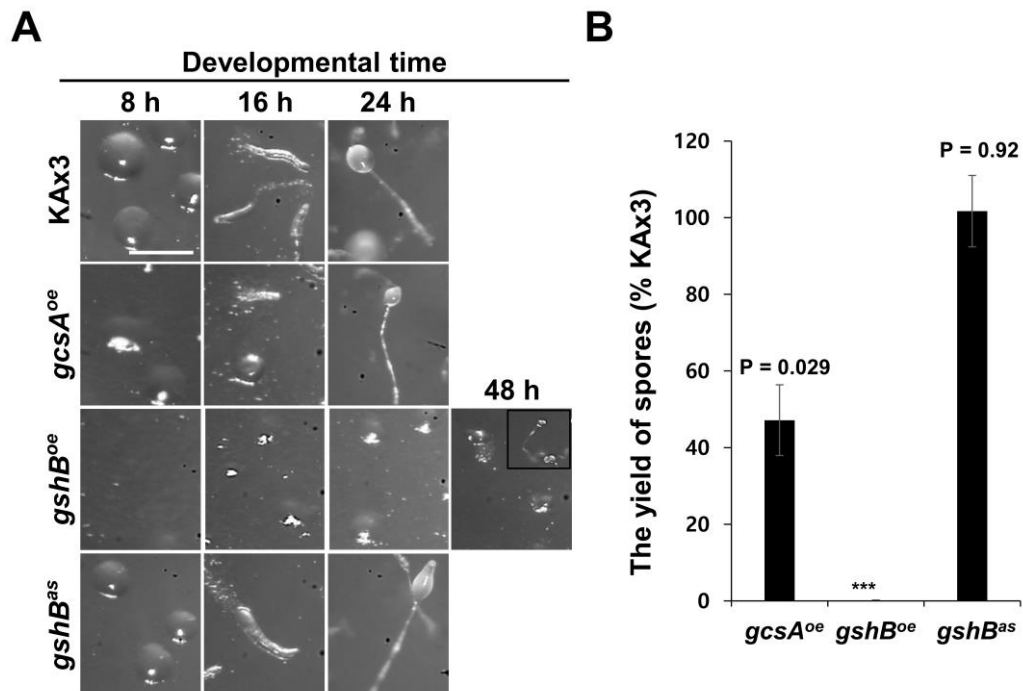 A
Developmental time
8 h 16 h 24 h
KAx3
gcsA^oe
gshB^oe
48 h
gshB^as
B
The yield of spores (% KAx3)
120
100
80
60
40
20
0
P = 0.029
***
P = 0.92
gcsA^oe gshB^oe gshB^as